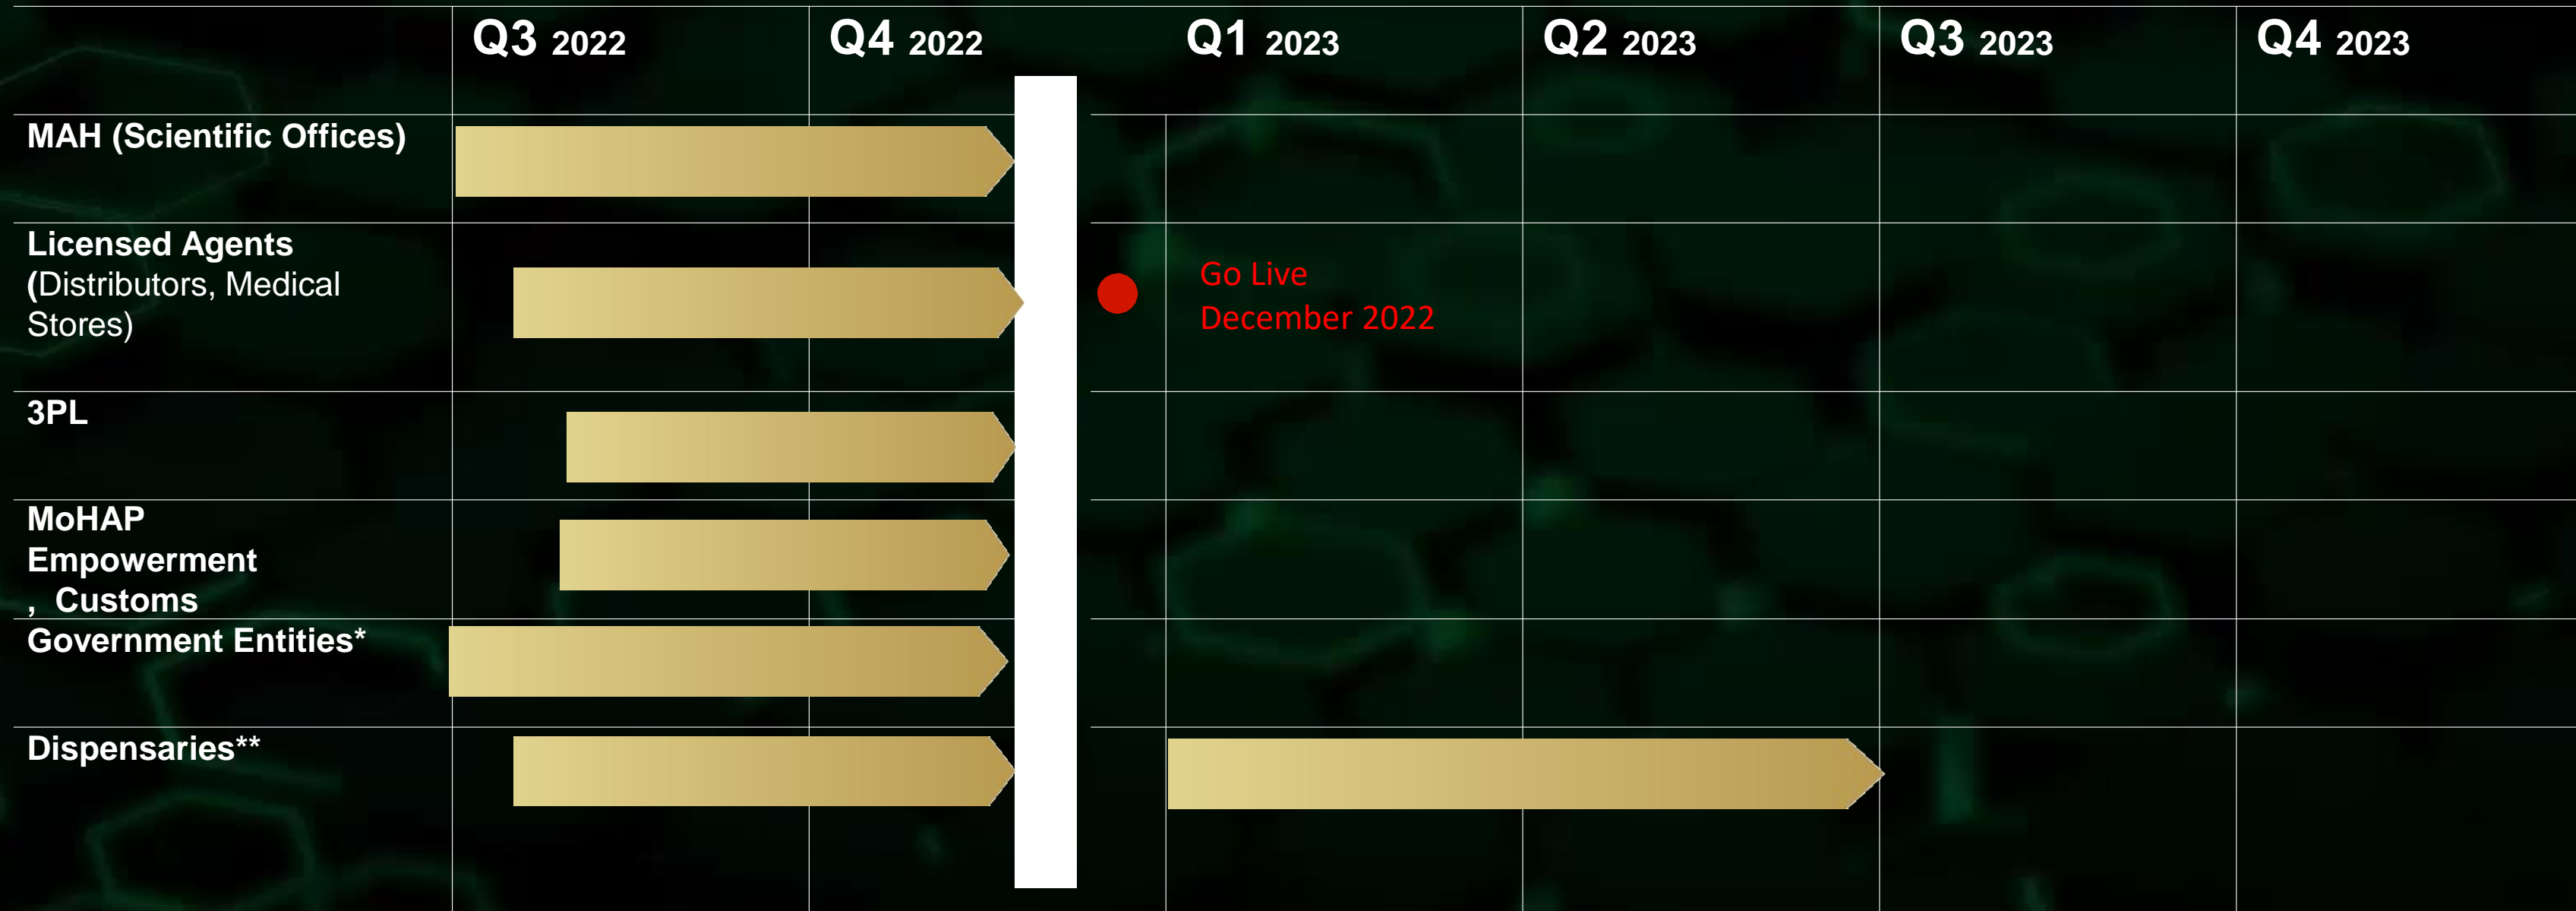 Q3 2022 Q4 2022 Q1 2023 Q2 2023 Q3 2023 Q4 2023
MAH (Scientific Offices)
Licensed Agents
(Distributors, Medical
Stores)
Go Live
December 2022
3PL
MoHAP
Empowerment
, Customs
Government Entities*
Dispensaries**